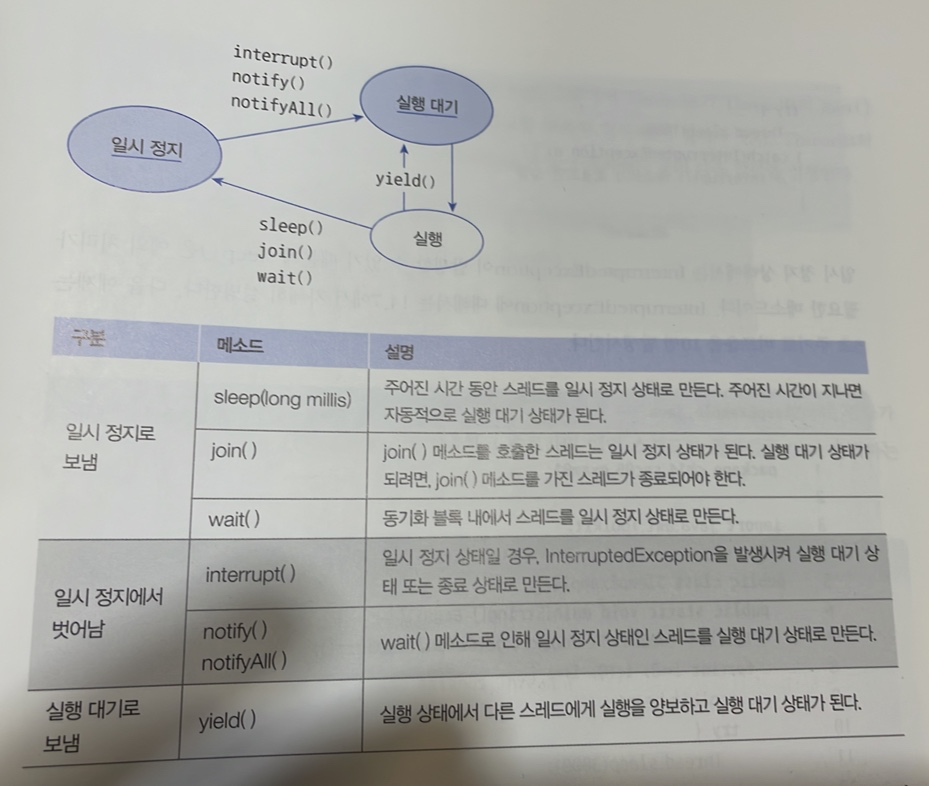 interrupt()
notify()
notifyAll()
실행 대기
일시 정지
yield()
sleep()
join()
wait()
실행
구분
메소드
설명
일시 정지로
보냄
sleep(long millis)
주어진 시간 동안 스레드를 일시 정지 상태로 만든다. 주어진 시간이 지나면
자동적으로 실행 대기 상태가 된다.
join()
join() 메소드를 호출한 스레드는 일시 정지 상태가 된다. 실행 대기 상태가
되려면, join() 메소드를 가진 스레드가 종료되어야 한다.
wait()
동기화 블록 내에서 스레드를 일시 정지 상태로 만든다.
일시 정지에서
벗어남
interrupt()
일시 정지 상태일 경우, InterruptedException을 발생시켜 실행 대기 상
태 또는 종료 상태로 만든다.
notify()
notifyAll()
wait() 메소드로 인해 일시 정지 상태인 스레드를 실행 대기 상태로 만든다.
실행 대기로
보냄
yield()
실행 상태에서 다른 스레드에게 실행을 양보하고 실행 대기 상태가 된다.